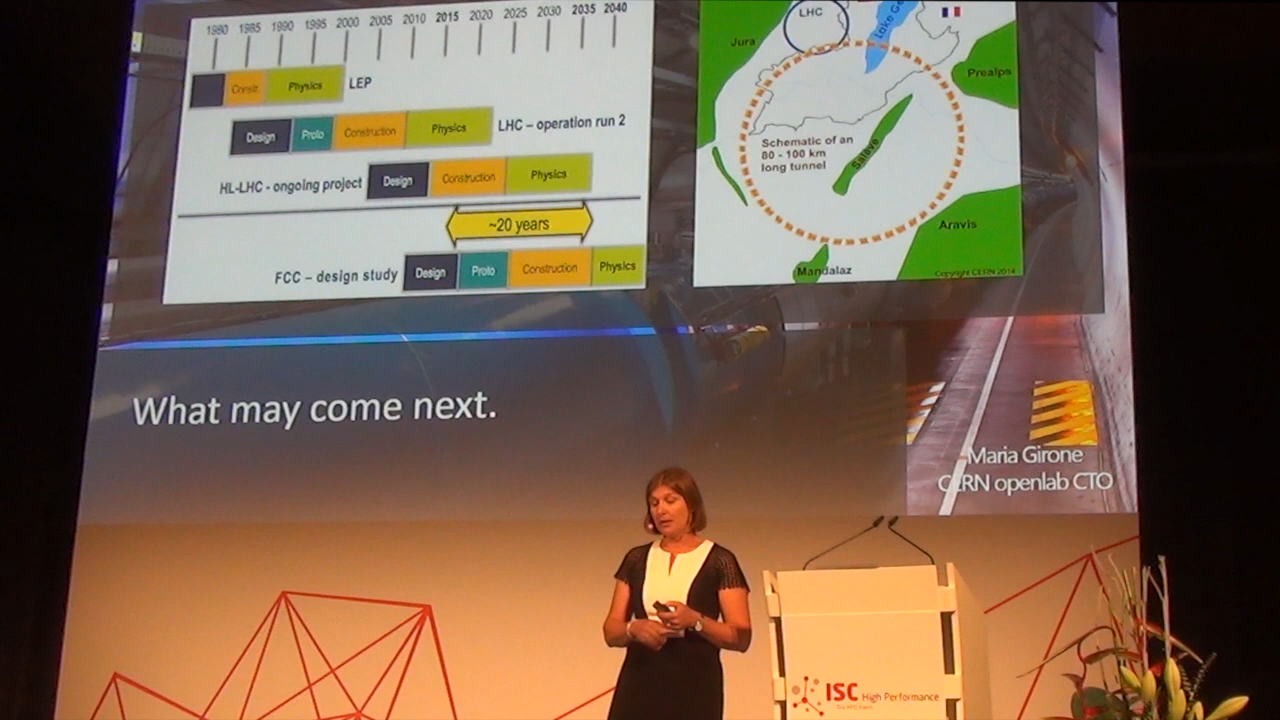 1980 1985 1990 1995 2000 2005 2010 2015 2020 2025 2030 2035 2040
Constr. Physics LEP
Design Proto Construction Physics LHC – operation run 2
HL-LHC - ongoing project Design Construction Physics
~20 years
FCC – design study Design Proto Construction Physics
LHC
Jura
Prealps
Schematic of an
80 - 100 km
long tunnel
Salève
Aravis
Mandalaz
Copyright CERN 2014
What may come next.
Maria Girone
CERN openlab CTO
ISC High Performance
The HPC Event